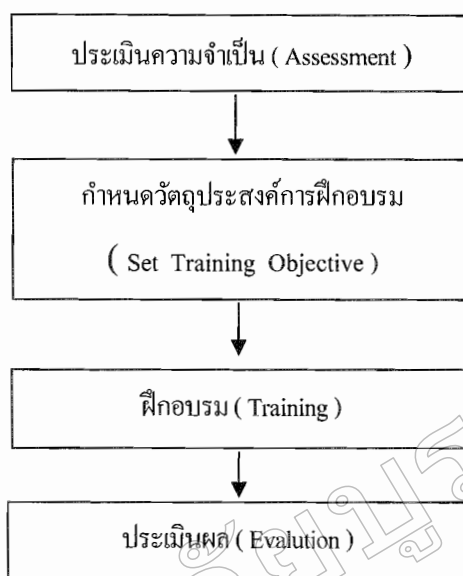 ประเมินความจำเป็น ( Assessment )
กำหนดวัตถุประสงค์การฝึกอบรม
( Set Training Objective )
ฝึกอบรม ( Training )
ประเมินผล ( Evalution )